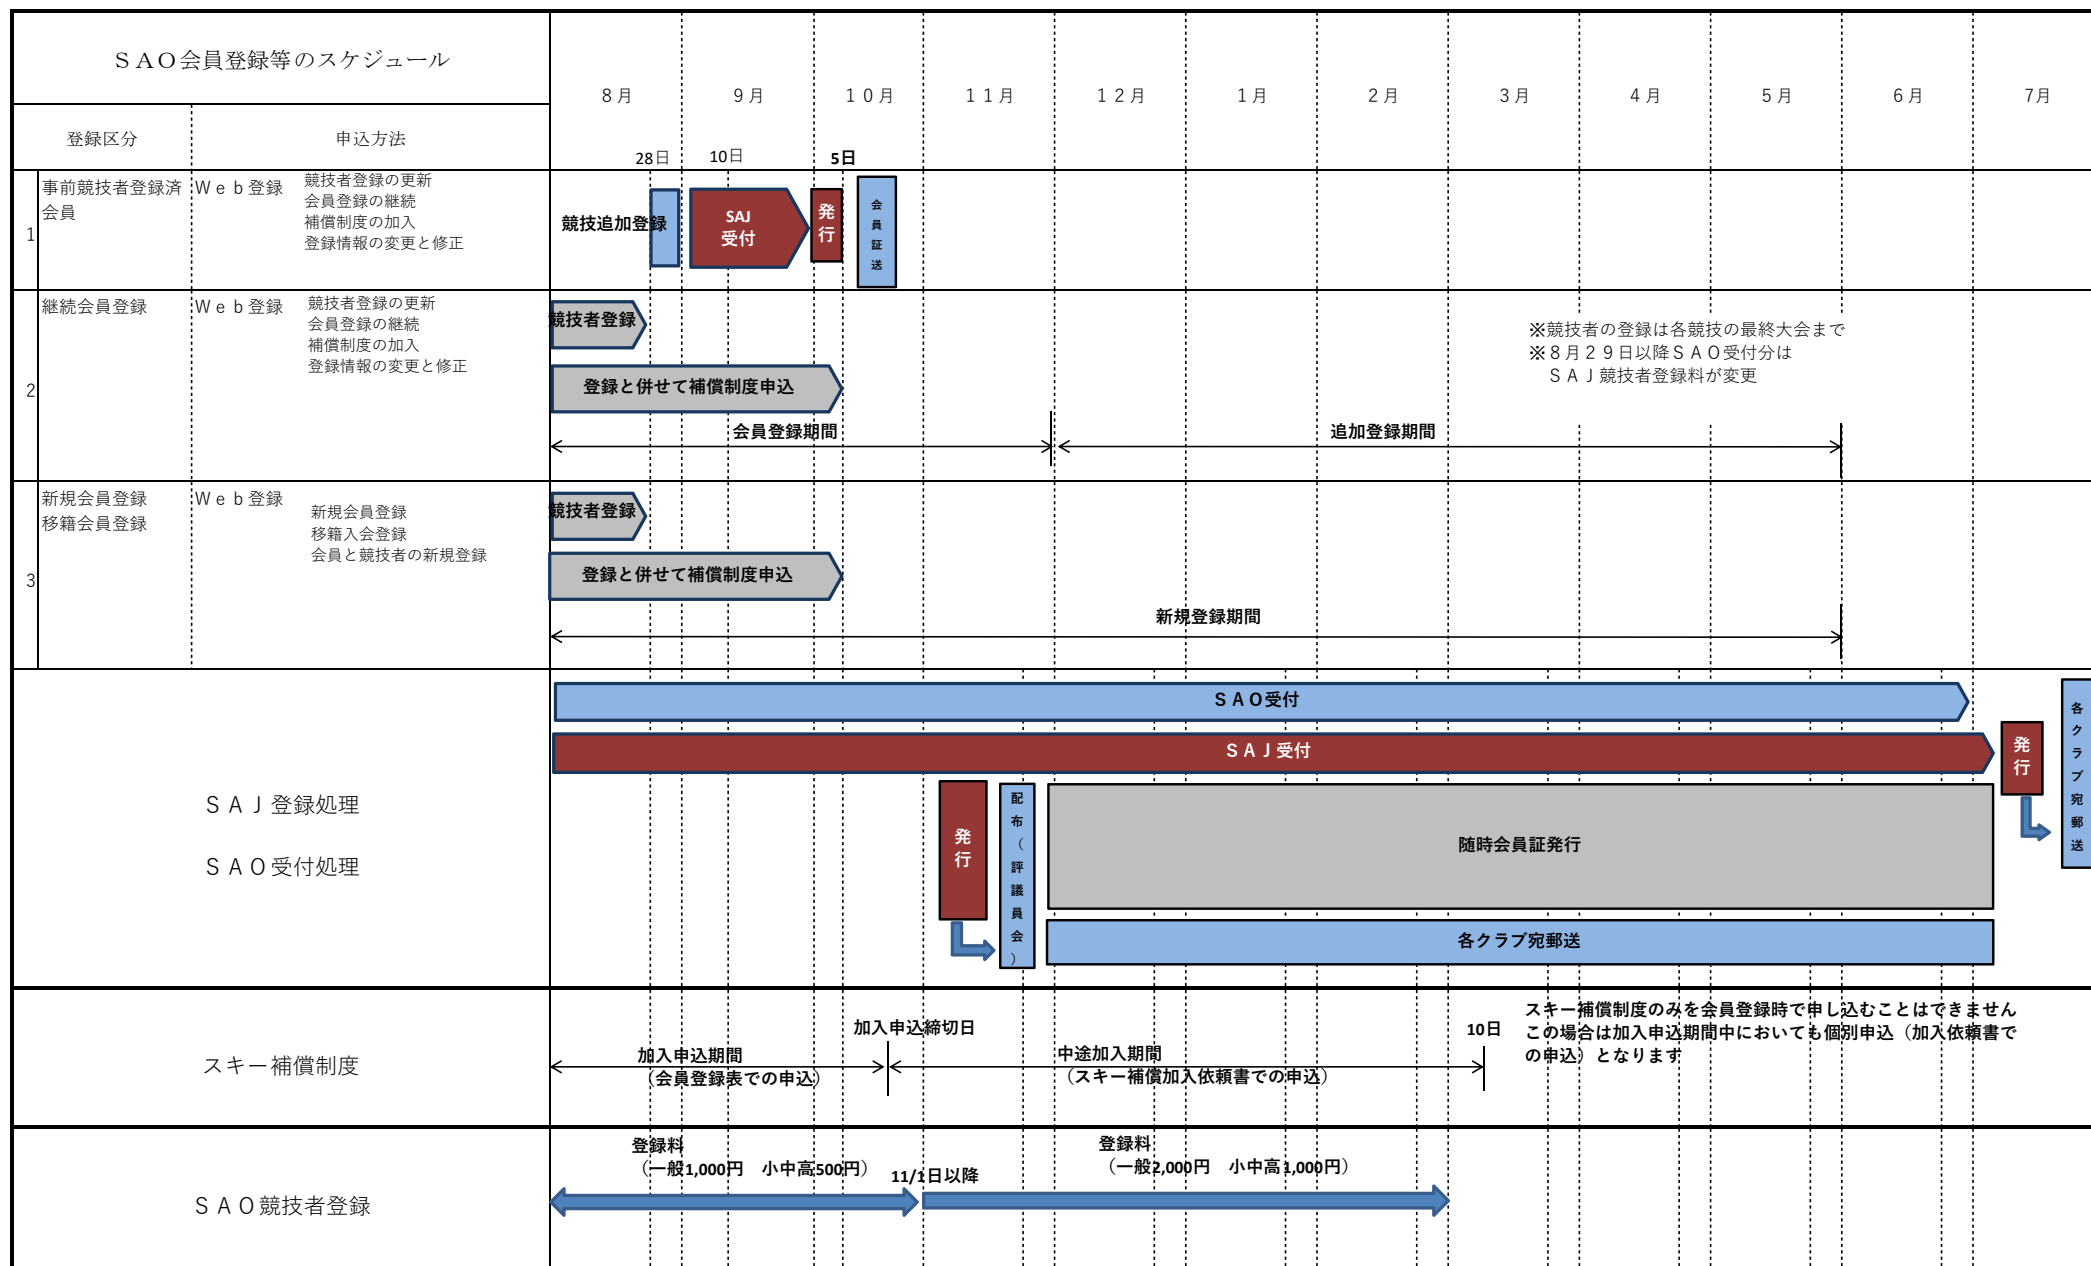 ＳＡＯ会員登録等のスケジュール
8月
9月
１０月
１１月
１２月
１月
２月
３月
４月
５月
６月
7月
登録区分
申込方法
28日
10日
5日
1
事前競技者登録済
会員
Ｗｅｂ登録
競技者登録の更新
会員登録の継続
補償制度の加入
登録情報の変更と修正
競技追加登録
SAJ
受付
発
行
会
員
証
送
2
継続会員登録
Ｗｅｂ登録
競技者登録の更新
会員登録の継続
補償制度の加入
登録情報の変更と修正
競技者登録
登録と併せて補償制度申込
※競技者の登録は各競技の最終大会まで
※８月２９日以降ＳＡＯ受付分は
ＳＡＪ競技者登録料が変更
会員登録期間
追加登録期間
3
新規会員登録
移籍会員登録
Ｗｅｂ登録
新規会員登録
移籍入会登録
会員と競技者の新規登録
競技者登録
登録と併せて補償制度申込
新規登録期間
ＳＡＪ登録処理
ＳＡＯ受付処理
ＳＡＯ受付
ＳＡＪ受付
発
行
配
布
（
評
議
員
会
）
随時会員証発行
各クラブ宛郵送
発
行
各
ク
ラ
ブ
宛
郵
送
スキー補償制度
加入申込期間
（会員登録表での申込）
加入申込締切日
中途加入期間
（スキー補償加入依頼書での申込）
10日
スキー補償制度のみを会員登録時で申し込むことはできません
この場合は加入申込期間中においても個別申込（加入依頼書で
の申込）となります
ＳＡＯ競技者登録
登録料
（一般1,000円　小中高500円）
11/1日以降
登録料
（一般2,000円　小中高1,000円）